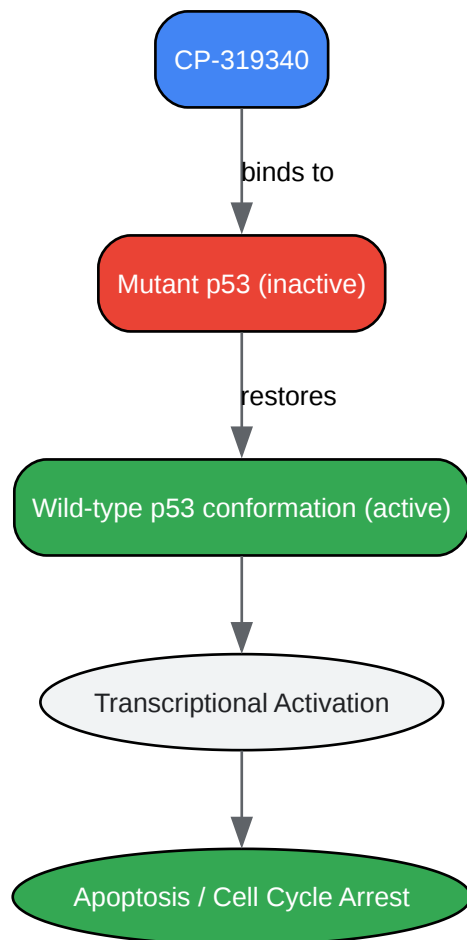 CP-319340
binds to
Mutant p53 (inactive)
restores
Wild-type p53 conformation (active)
Transcriptional Activation
Apoptosis / Cell Cycle Arrest